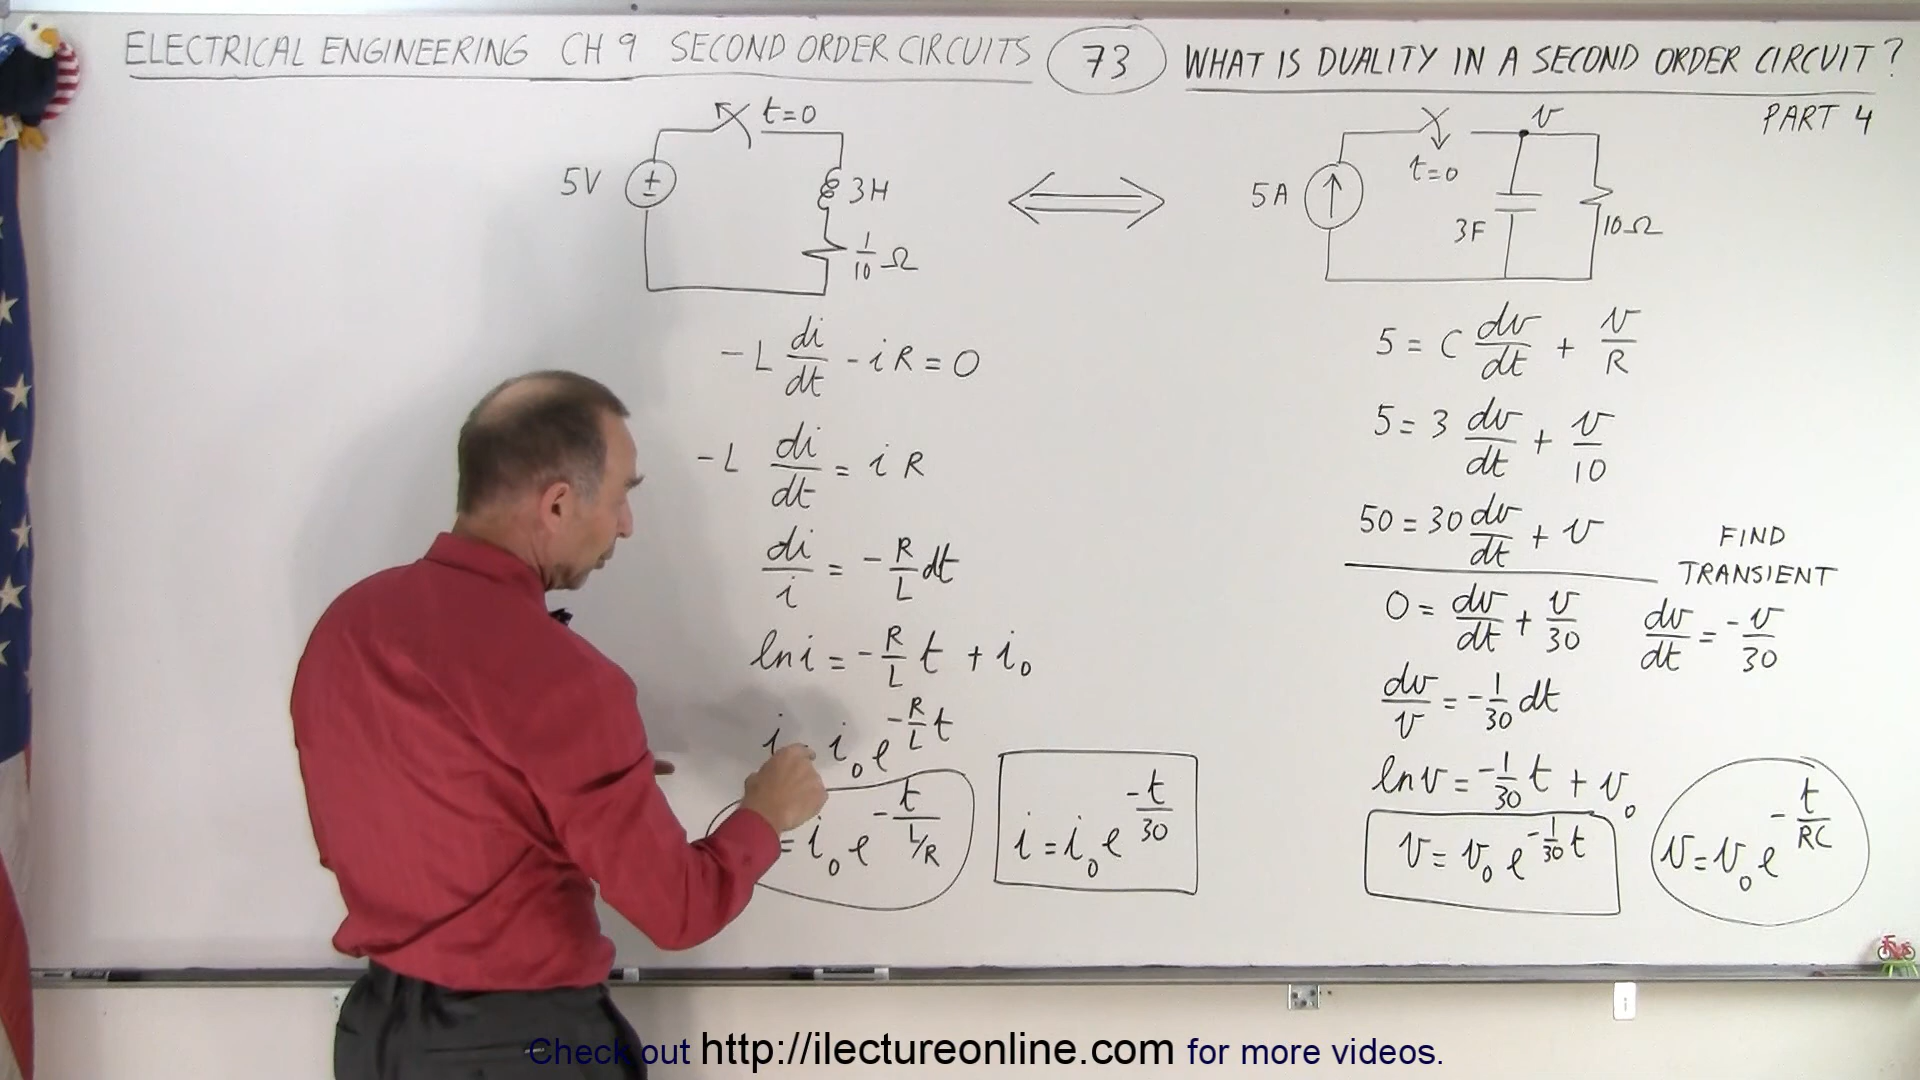 ELECTRICAL ENGINEERING CH 9 SECOND ORDER CIRCUITS 73 WHAT IS DUALITY IN A SECOND ORDER CIRCUIT?
PART 4
t=0
5V
±
3H
1/10 Ω
v
t=0
5A
3F
10Ω
-L di/dt - iR = 0
-L di/dt = iR
di/i = -R/L dt
ln i = -R/L t + i₀
i = i₀ e^(-R/L t)
= i₀ e^(-t/(L/R))
i = i₀ e^(-t/30)
5 = C dv/dt + v/R
5 = 3 dv/dt + v/10
50 = 30 dv/dt + v
FIND
TRANSIENT
0 = dv/dt + v/30
dv/dt = -v/30
dv/v = -1/30 dt
ln v = -1/30 t + v₀
v = v₀ e^(-1/30 t)
v = v₀ e^(-t/RC)
Check out http://ilectureonline.com for more videos.